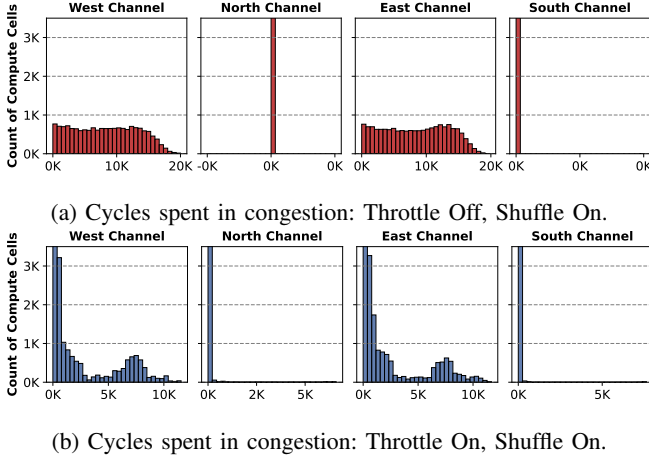 West Channel North Channel East Channel South Channel
Count of Compute Cells
3K
2K
1K
0K
0K 10K 20K -0K 0K 0K 0K 10K 20K 0K 0K 0K
(a) Cycles spent in congestion: Throttle Off, Shuffle On.
West Channel North Channel East Channel South Channel
Count of Compute Cells
3K
2K
1K
0K
0K 5K 10K 0K 2K 5K 0K 5K 10K 0K 5K
(b) Cycles spent in congestion: Throttle On, Shuffle On.